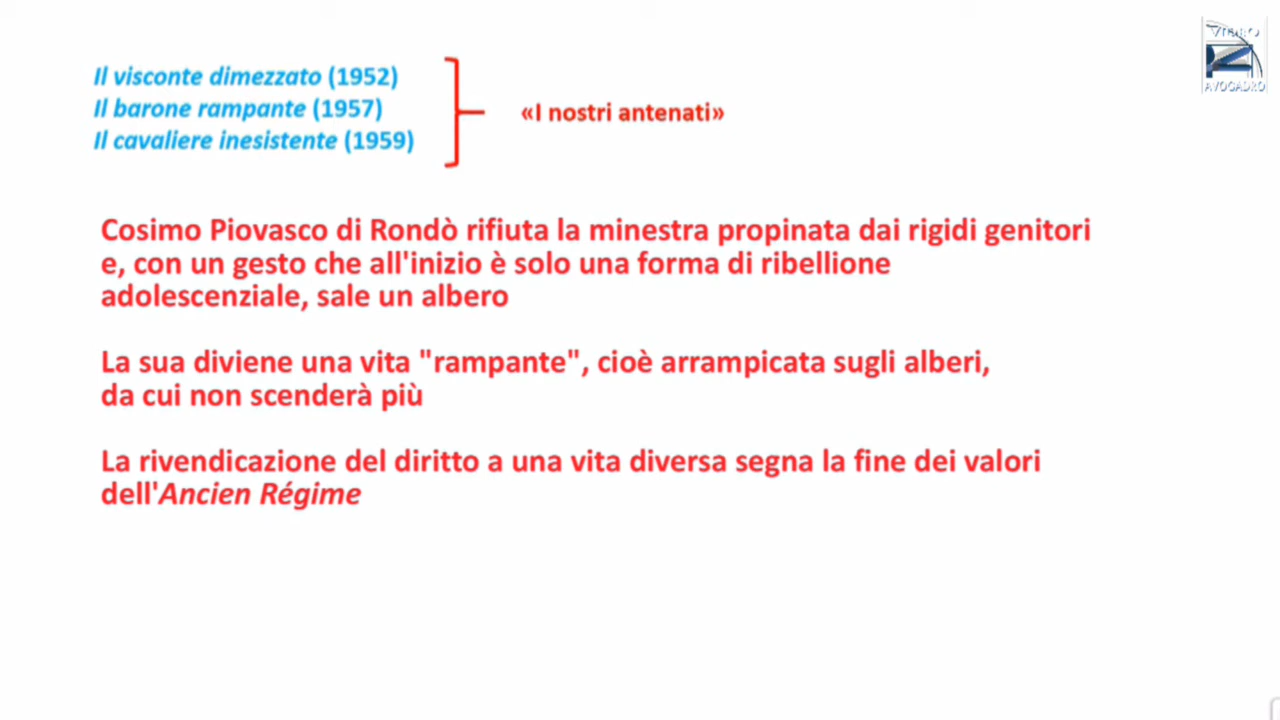 Il visconte dimezzato (1952)
Il barone rampante (1957)
Il cavaliere inesistente (1959)
«I nostri antenati»
Cosimo Piovasco di Rondò rifiuta la minestra propinata dai rigidi genitori
e, con un gesto che all'inizio è solo una forma di ribellione
adolescenziale, sale un albero
La sua diviene una vita "rampante", cioè arrampicata sugli alberi,
da cui non scenderà più
La rivendicazione del diritto a una vita diversa segna la fine dei valori
dell'Ancien Régime
AVOGADRO